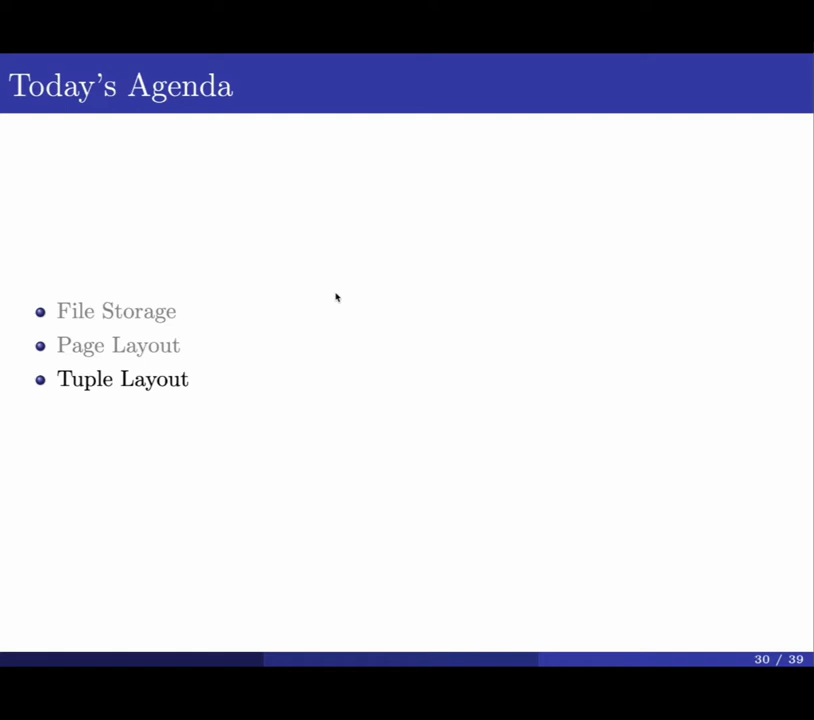 Today's Agenda
File Storage
Page Layout
Tuple Layout
30 / 39